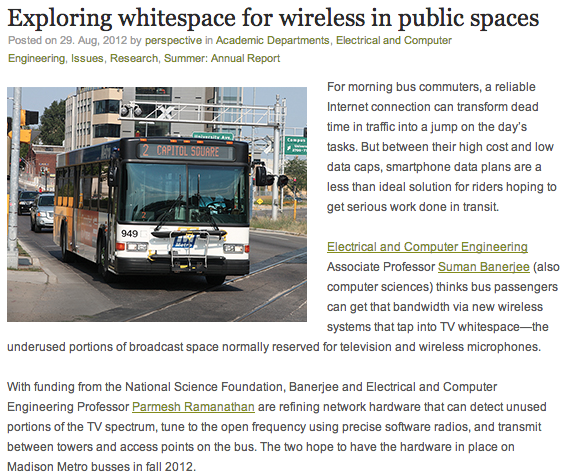 Exploring whitespace for wireless in public spaces
Posted on 29. Aug, 2012 by perspective in Academic Departments, Electrical and Computer
Engineering, Issues, Research, Summer: Annual Report
2 CAPITOL SQUARE
University Ave
Campus
949
Metro
For morning bus commuters, a reliable
Internet connection can transform dead
time in traffic into a jump on the day's
tasks. But between their high cost and low
data caps, smartphone data plans are a
less than ideal solution for riders hoping to
get serious work done in transit.
Electrical and Computer Engineering
Associate Professor Suman Banerjee (also
computer sciences) thinks bus passengers
can get that bandwidth via new wireless
systems that tap into TV whitespace—the
underused portions of broadcast space normally reserved for television and wireless microphones.
With funding from the National Science Foundation, Banerjee and Electrical and Computer
Engineering Professor Parmesh Ramanathan are refining network hardware that can detect unused
portions of the TV spectrum, tune to the open frequency using precise software radios, and transmit
between towers and access points on the bus. The two hope to have the hardware in place on
Madison Metro busses in fall 2012.